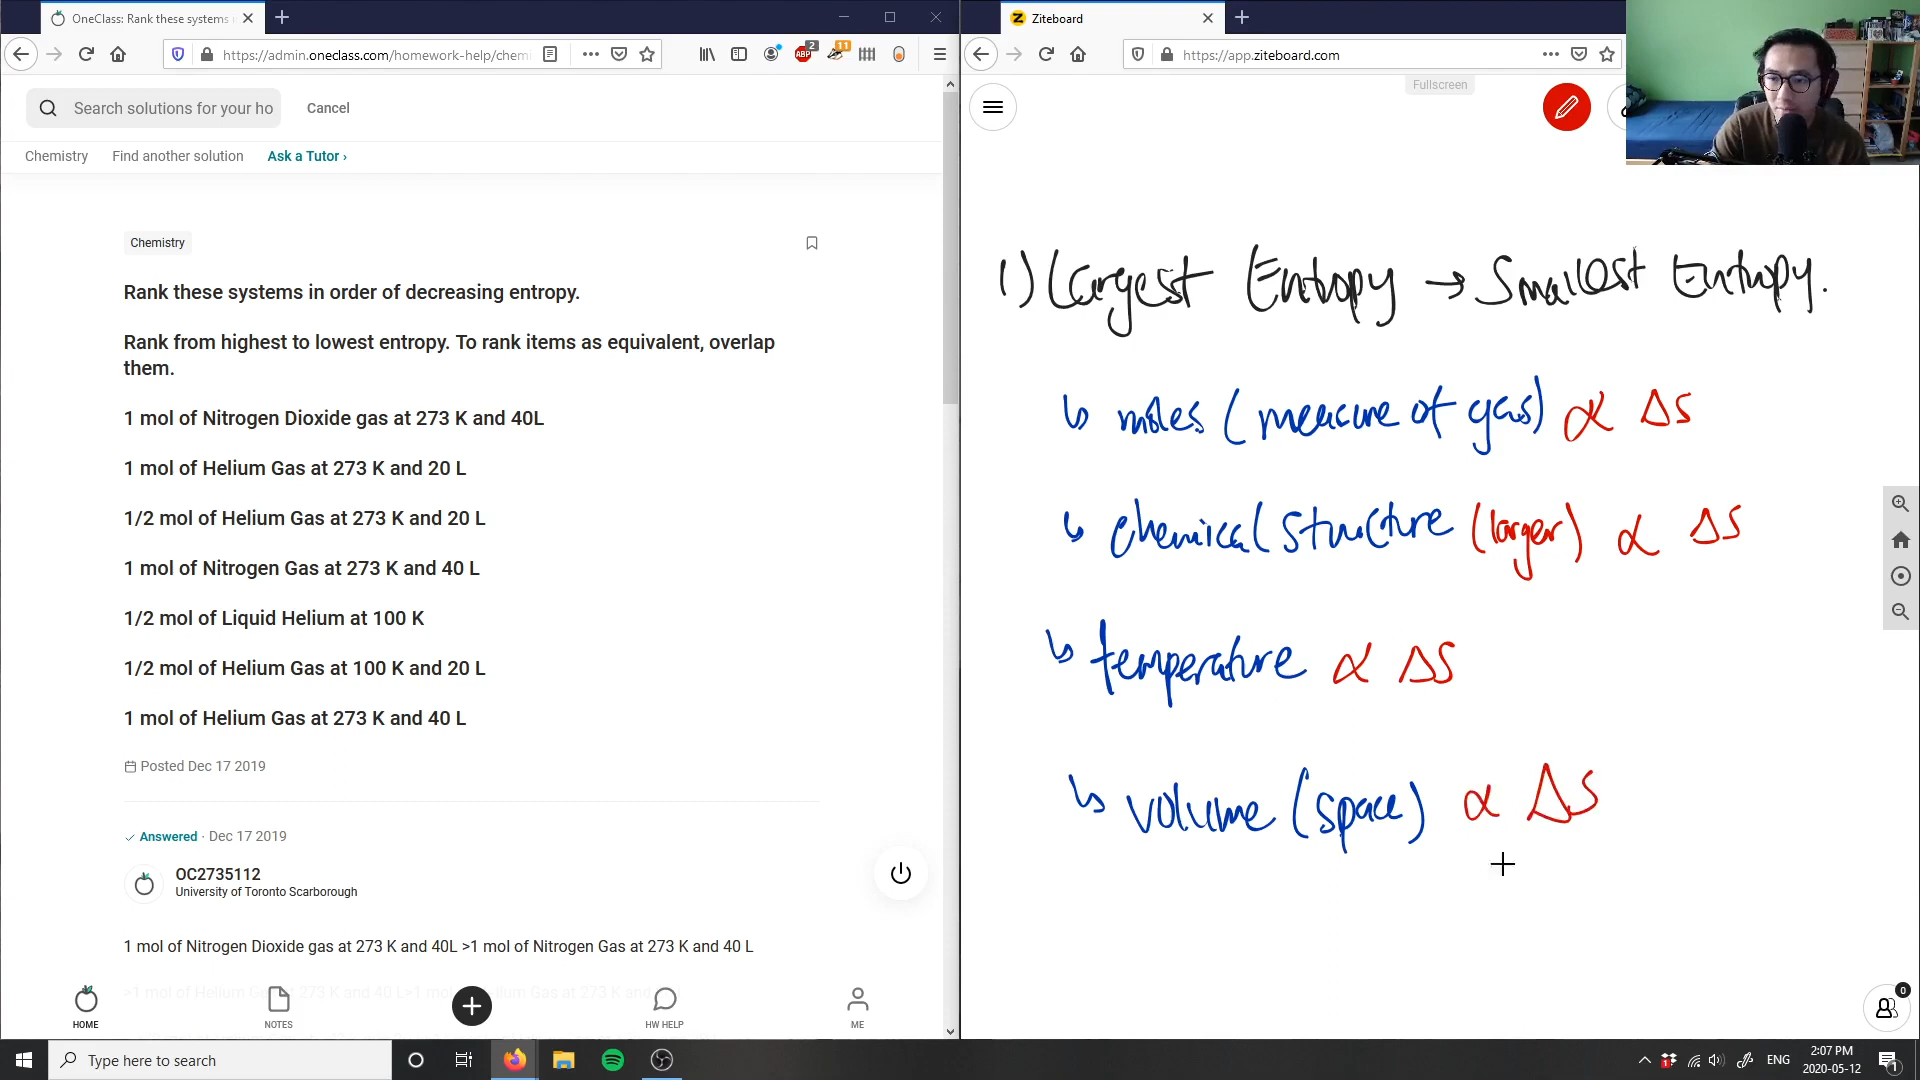 OneClass: Rank these systems i
https://admin.oneclass.com/homework-help/chemi
2
11
Search solutions for your ho
Cancel
Chemistry
Find another solution
Ask a Tutor ›
Chemistry
Rank these systems in order of decreasing entropy.
Rank from highest to lowest entropy. To rank items as equivalent, overlap
them.
1 mol of Nitrogen Dioxide gas at 273 K and 40L
1 mol of Helium Gas at 273 K and 20 L
1/2 mol of Helium Gas at 273 K and 20 L
1 mol of Nitrogen Gas at 273 K and 40 L
1/2 mol of Liquid Helium at 100 K
1/2 mol of Helium Gas at 100 K and 20 L
1 mol of Helium Gas at 273 K and 40 L
Posted Dec 17 2019
Answered · Dec 17 2019
OC2735112
University of Toronto Scarborough
1 mol of Nitrogen Dioxide gas at 273 K and 40L >1 mol of Nitrogen Gas at 273 K and 40 L
HOME
NOTES
HW HELP
ME
Ziteboard
https://app.ziteboard.com
Fullscreen
1) Largest Entropy → Smallest Entropy.
↳ moles (measure of gas) α ΔS
↳ chemical structure (larger) α ΔS
↳ temperature α ΔS
↳ volume (space) α ΔS
0
Type here to search
ENG
2:07 PM
2020-05-12
1